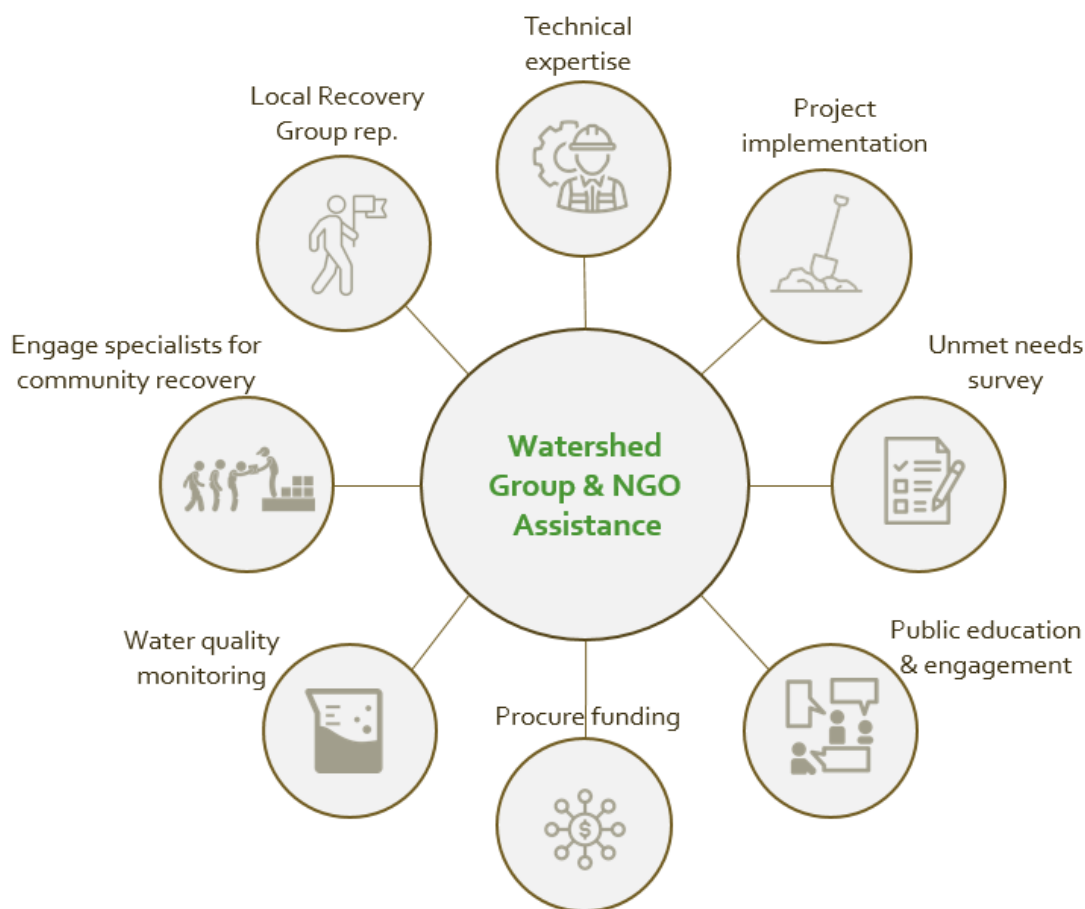 Technical
expertise
Local Recovery
Group rep.
Project
implementation
Engage specialists for
community recovery
Unmet needs
survey
Watershed
Group & NGO
Assistance
Water quality
monitoring
Public education
& engagement
Procure funding
$